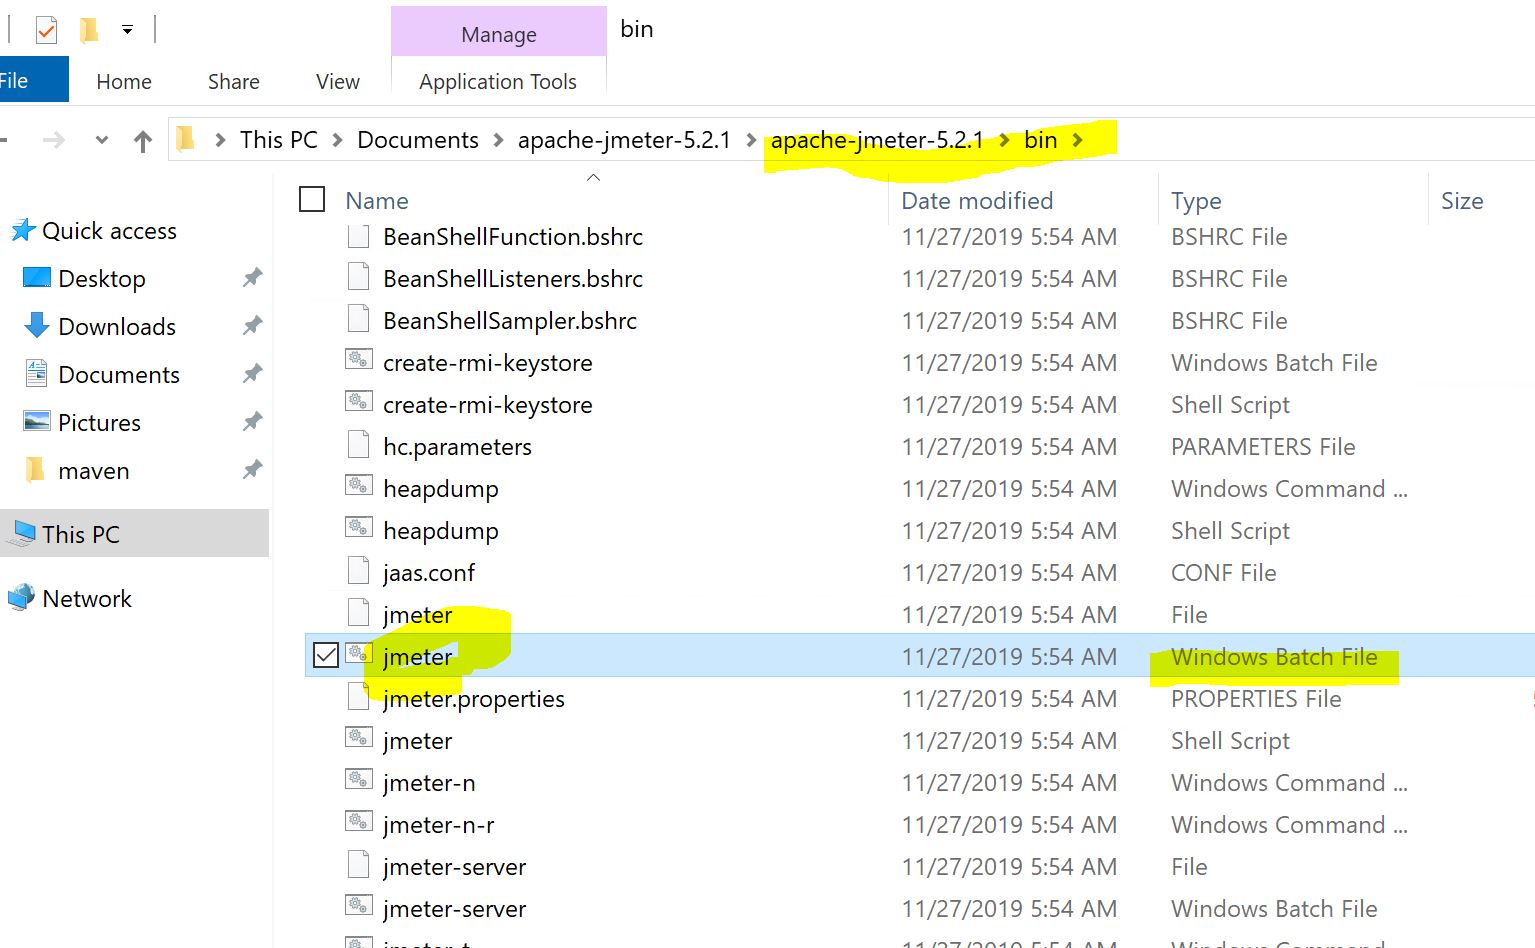 Manage
bin
File
Home
Share
View
Application Tools
This PC
Documents
apache-jmeter-5.2.1
apache-jmeter-5.2.1
bin
Name
Date modified
Type
Size
Quick access
Desktop
Downloads
Documents
Pictures
maven
This PC
Network
BeanShellFunction.bshrc 11/27/2019 5:54 AM BSHRC File
BeanShellListeners.bshrc 11/27/2019 5:54 AM BSHRC File
BeanShellSampler.bshrc 11/27/2019 5:54 AM BSHRC File
create-rmi-keystore 11/27/2019 5:54 AM Windows Batch File
create-rmi-keystore 11/27/2019 5:54 AM Shell Script
hc.parameters 11/27/2019 5:54 AM PARAMETERS File
heapdump 11/27/2019 5:54 AM Windows Command ...
heapdump 11/27/2019 5:54 AM Shell Script
jaas.conf 11/27/2019 5:54 AM CONF File
jmeter 11/27/2019 5:54 AM File
jmeter 11/27/2019 5:54 AM Windows Batch File
jmeter.properties 11/27/2019 5:54 AM PROPERTIES File
jmeter 11/27/2019 5:54 AM Shell Script
jmeter-n 11/27/2019 5:54 AM Windows Command ...
jmeter-n-r 11/27/2019 5:54 AM Windows Command ...
jmeter-server 11/27/2019 5:54 AM File
jmeter-server 11/27/2019 5:54 AM Windows Batch File